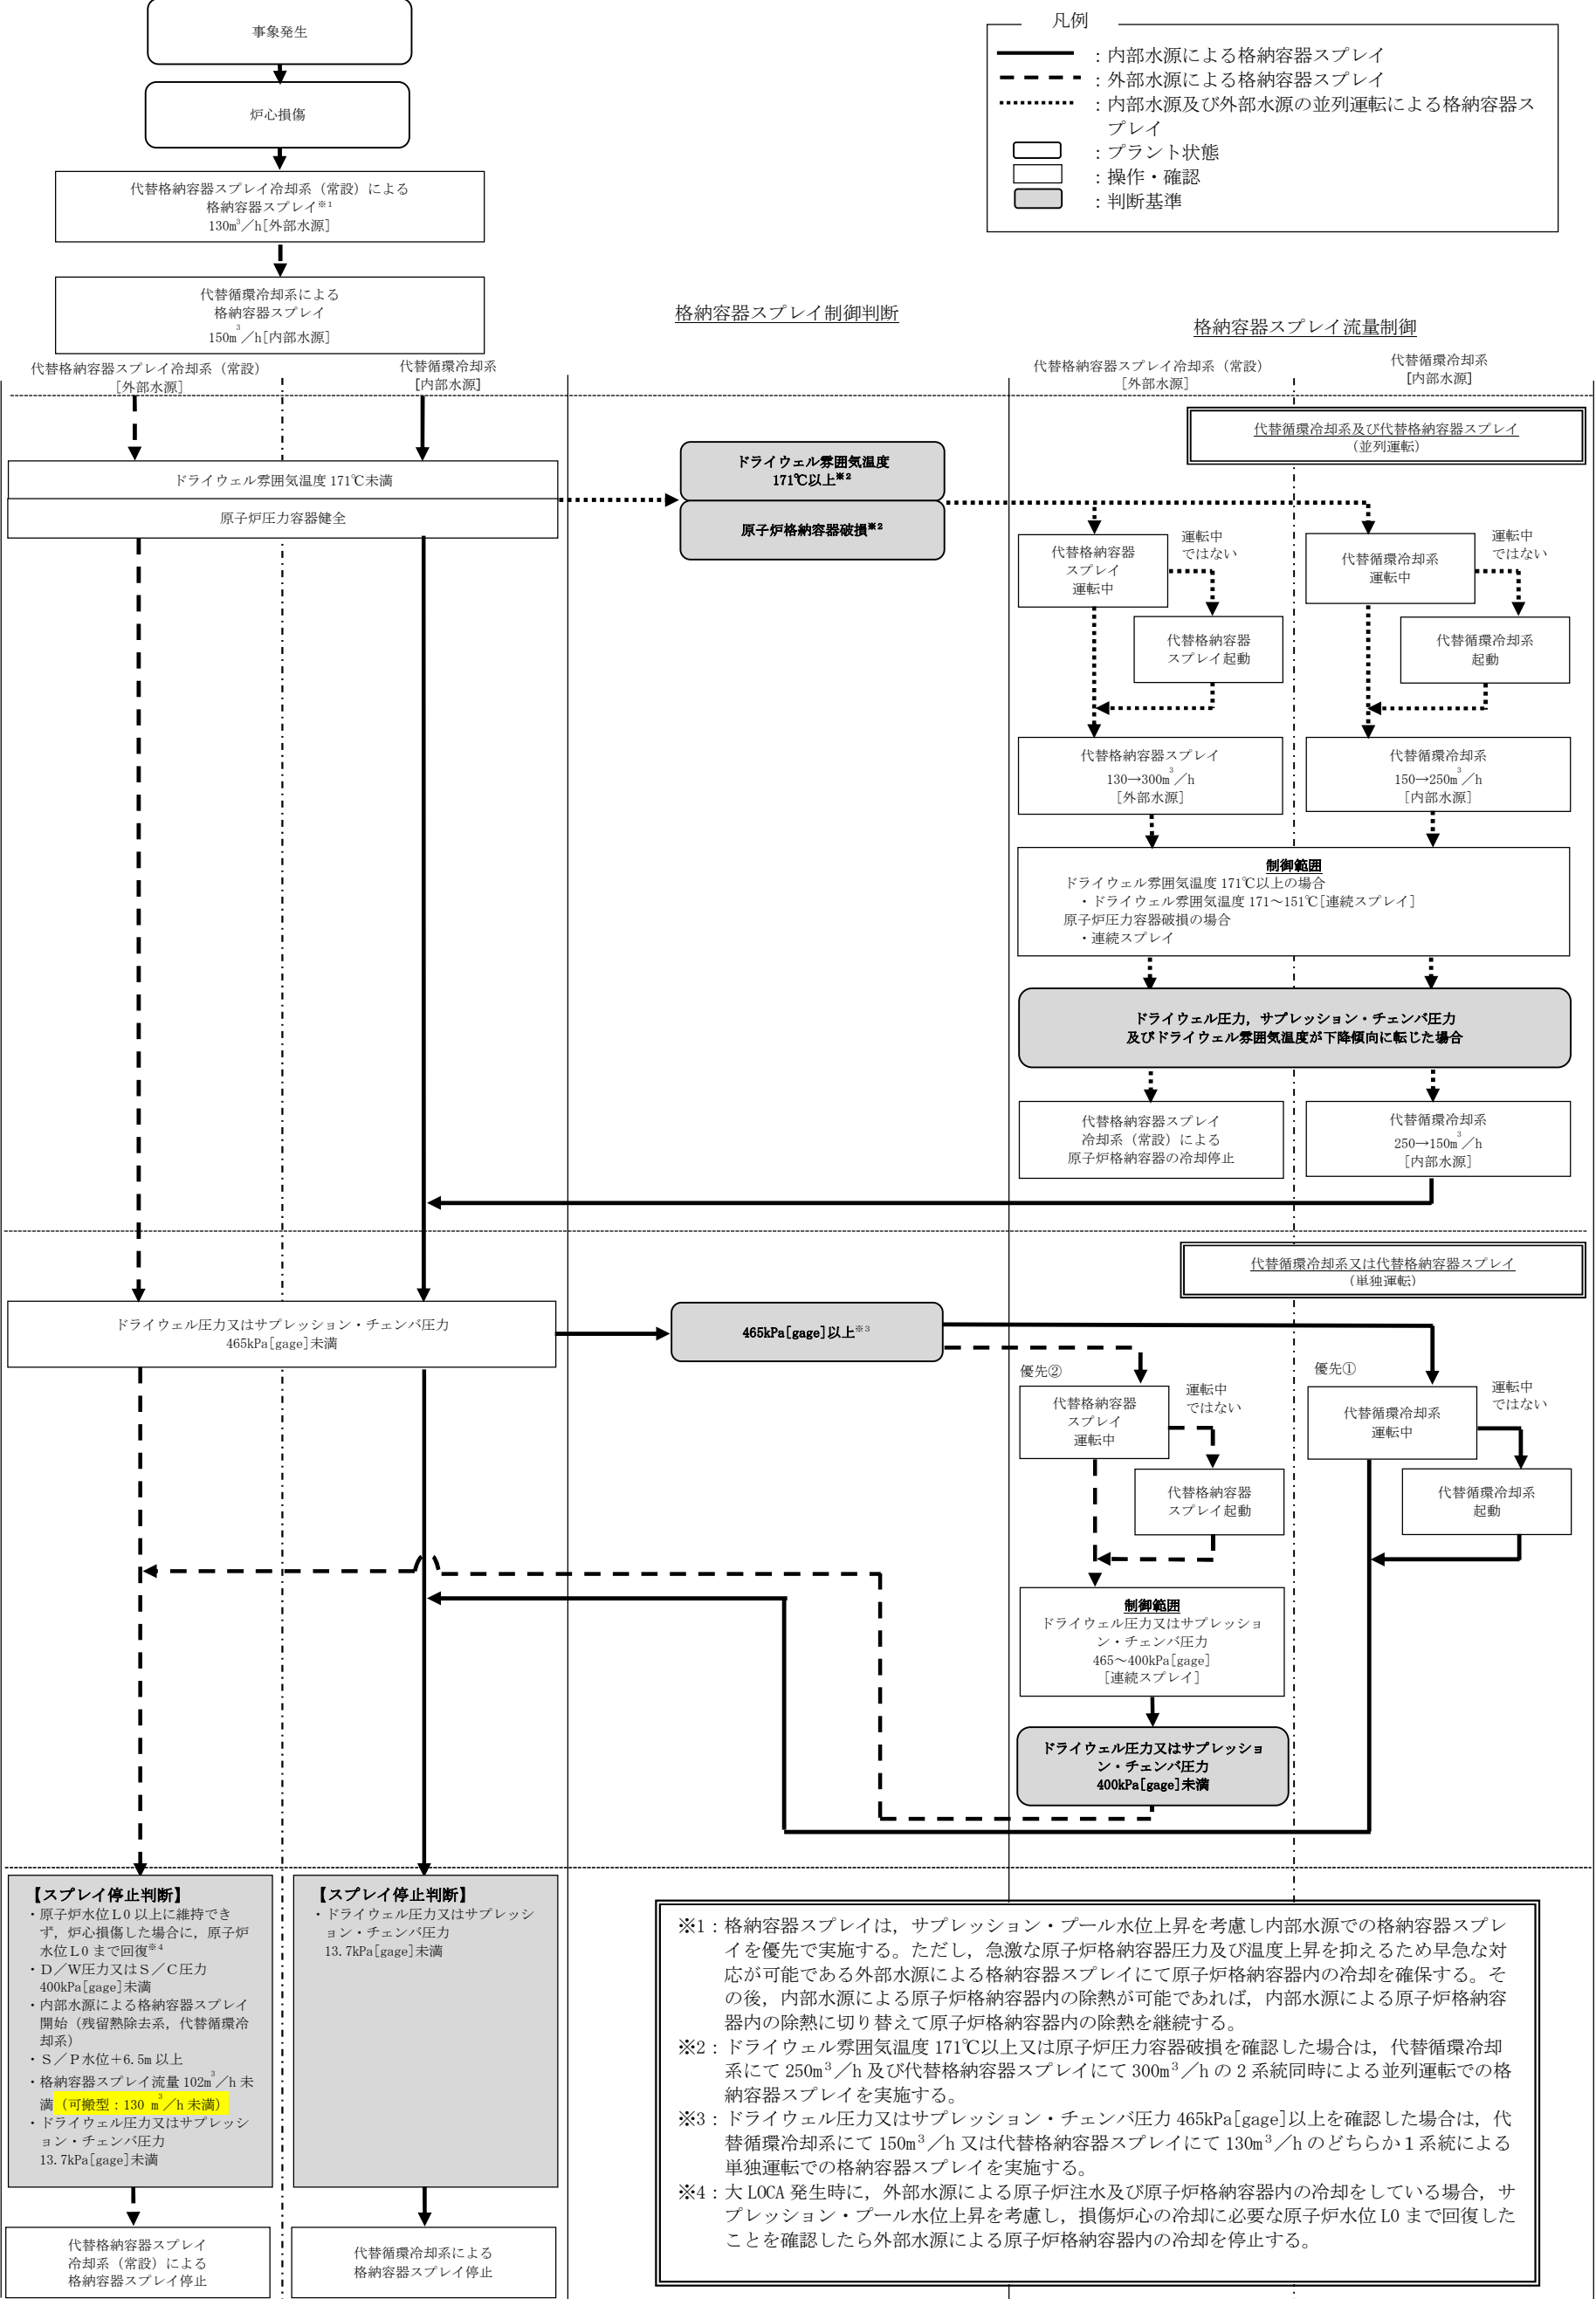 事象発生
炉心損傷
代替格納容器スプレイ冷却系（常設）による
格納容器スプレイ※1
130m³／h[外部水源]
代替循環冷却系による
格納容器スプレイ
150m³／h[内部水源]
凡例
：内部水源による格納容器スプレイ
：外部水源による格納容器スプレイ
：内部水源及び外部水源の並列運転による格納容器ス
プレイ
：プラント状態
：操作・確認
：判断基準
格納容器スプレイ制御判断
格納容器スプレイ流量制御
代替格納容器スプレイ冷却系（常設）
[外部水源]
代替循環冷却系
[内部水源]
代替格納容器スプレイ冷却系（常設）
[外部水源]
代替循環冷却系
[内部水源]
代替循環冷却系及び代替格納容器スプレイ
（並列運転）
ドライウェル雰囲気温度 171℃未満
原子炉圧力容器健全
ドライウェル雰囲気温度
171℃以上※2
原子炉格納容器破損※2
代替格納容器
スプレイ
運転中
運転中
ではない
代替格納容器
スプレイ起動
代替循環冷却系
運転中
運転中
ではない
代替循環冷却系
起動
代替格納容器スプレイ
130→300m³／h
[外部水源]
代替循環冷却系
150→250m³／h
[内部水源]
制御範囲
ドライウェル雰囲気温度 171℃以上の場合
・ドライウェル雰囲気温度 171～151℃[連続スプレイ]
原子炉圧力容器破損の場合
・連続スプレイ
ドライウェル圧力，サプレッション・チェンバ圧力
及びドライウェル雰囲気温度が下降傾向に転じた場合
代替格納容器スプレイ
冷却系（常設）による
原子炉格納容器の冷却停止
代替循環冷却系
250→150m³／h
[内部水源]
代替循環冷却系又は代替格納容器スプレイ
（単独運転）
ドライウェル圧力又はサプレッション・チェンバ圧力
465kPa[gage]未満
465kPa[gage]以上※3
優先②
代替格納容器
スプレイ
運転中
運転中
ではない
代替格納容器
スプレイ起動
優先①
代替循環冷却系
運転中
運転中
ではない
代替循環冷却系
起動
制御範囲
ドライウェル圧力又はサプレッショ
ン・チェンバ圧力
465～400kPa[gage]
[連続スプレイ]
ドライウェル圧力又はサプレッショ
ン・チェンバ圧力
400kPa[gage]未満
【スプレイ停止判断】
・原子炉水位Ｌ0 以上に維持でき
ず，炉心損傷した場合に，原子炉
水位Ｌ0 まで回復※4
・Ｄ／Ｗ圧力又はＳ／Ｃ圧力
400kPa[gage]未満
・内部水源による格納容器スプレイ
開始（残留熱除去系，代替循環冷
却系）
・Ｓ／Ｐ水位＋6.5m 以上
・格納容器スプレイ流量 102m³／h 未
満（可搬型：130 m³／h 未満）
・ドライウェル圧力又はサプレッシ
ョン・チェンバ圧力
13.7kPa[gage]未満
【スプレイ停止判断】
・ドライウェル圧力又はサプレッシ
ョン・チェンバ圧力
13.7kPa[gage]未満
代替格納容器スプレイ
冷却系（常設）による
格納容器スプレイ停止
代替循環冷却系による
格納容器スプレイ停止
※1：格納容器スプレイは，サプレッション・プール水位上昇を考慮し内部水源での格納容器スプレ
イを優先で実施する。ただし，急激な原子炉格納容器圧力及び温度上昇を抑えるため早急な対
応が可能である外部水源による格納容器スプレイにて原子炉格納容器内の冷却を確保する。そ
の後，内部水源による原子炉格納容器内の除熱が可能であれば，内部水源による原子炉格納容
器内の除熱に切り替えて原子炉格納容器内の除熱を継続する。
※2：ドライウェル雰囲気温度 171℃以上又は原子炉圧力容器破損を確認した場合は，代替循環冷却
系にて 250m³／h 及び代替格納容器スプレイにて 300m³／h の 2 系統同時による並列運転での格
納容器スプレイを実施する。
※3：ドライウェル圧力又はサプレッション・チェンバ圧力 465kPa[gage]以上を確認した場合は，代
替循環冷却系にて 150m³／h 又は代替格納容器スプレイにて 130m³／h のどちらか１系統による
単独運転での格納容器スプレイを実施する。
※4：大 LOCA 発生時に，外部水源による原子炉注水及び原子炉格納容器内の冷却をしている場合，サ
プレッション・プール水位上昇を考慮し，損傷炉心の冷却に必要な原子炉水位 L0 まで回復した
ことを確認したら外部水源による原子炉格納容器内の冷却を停止する。